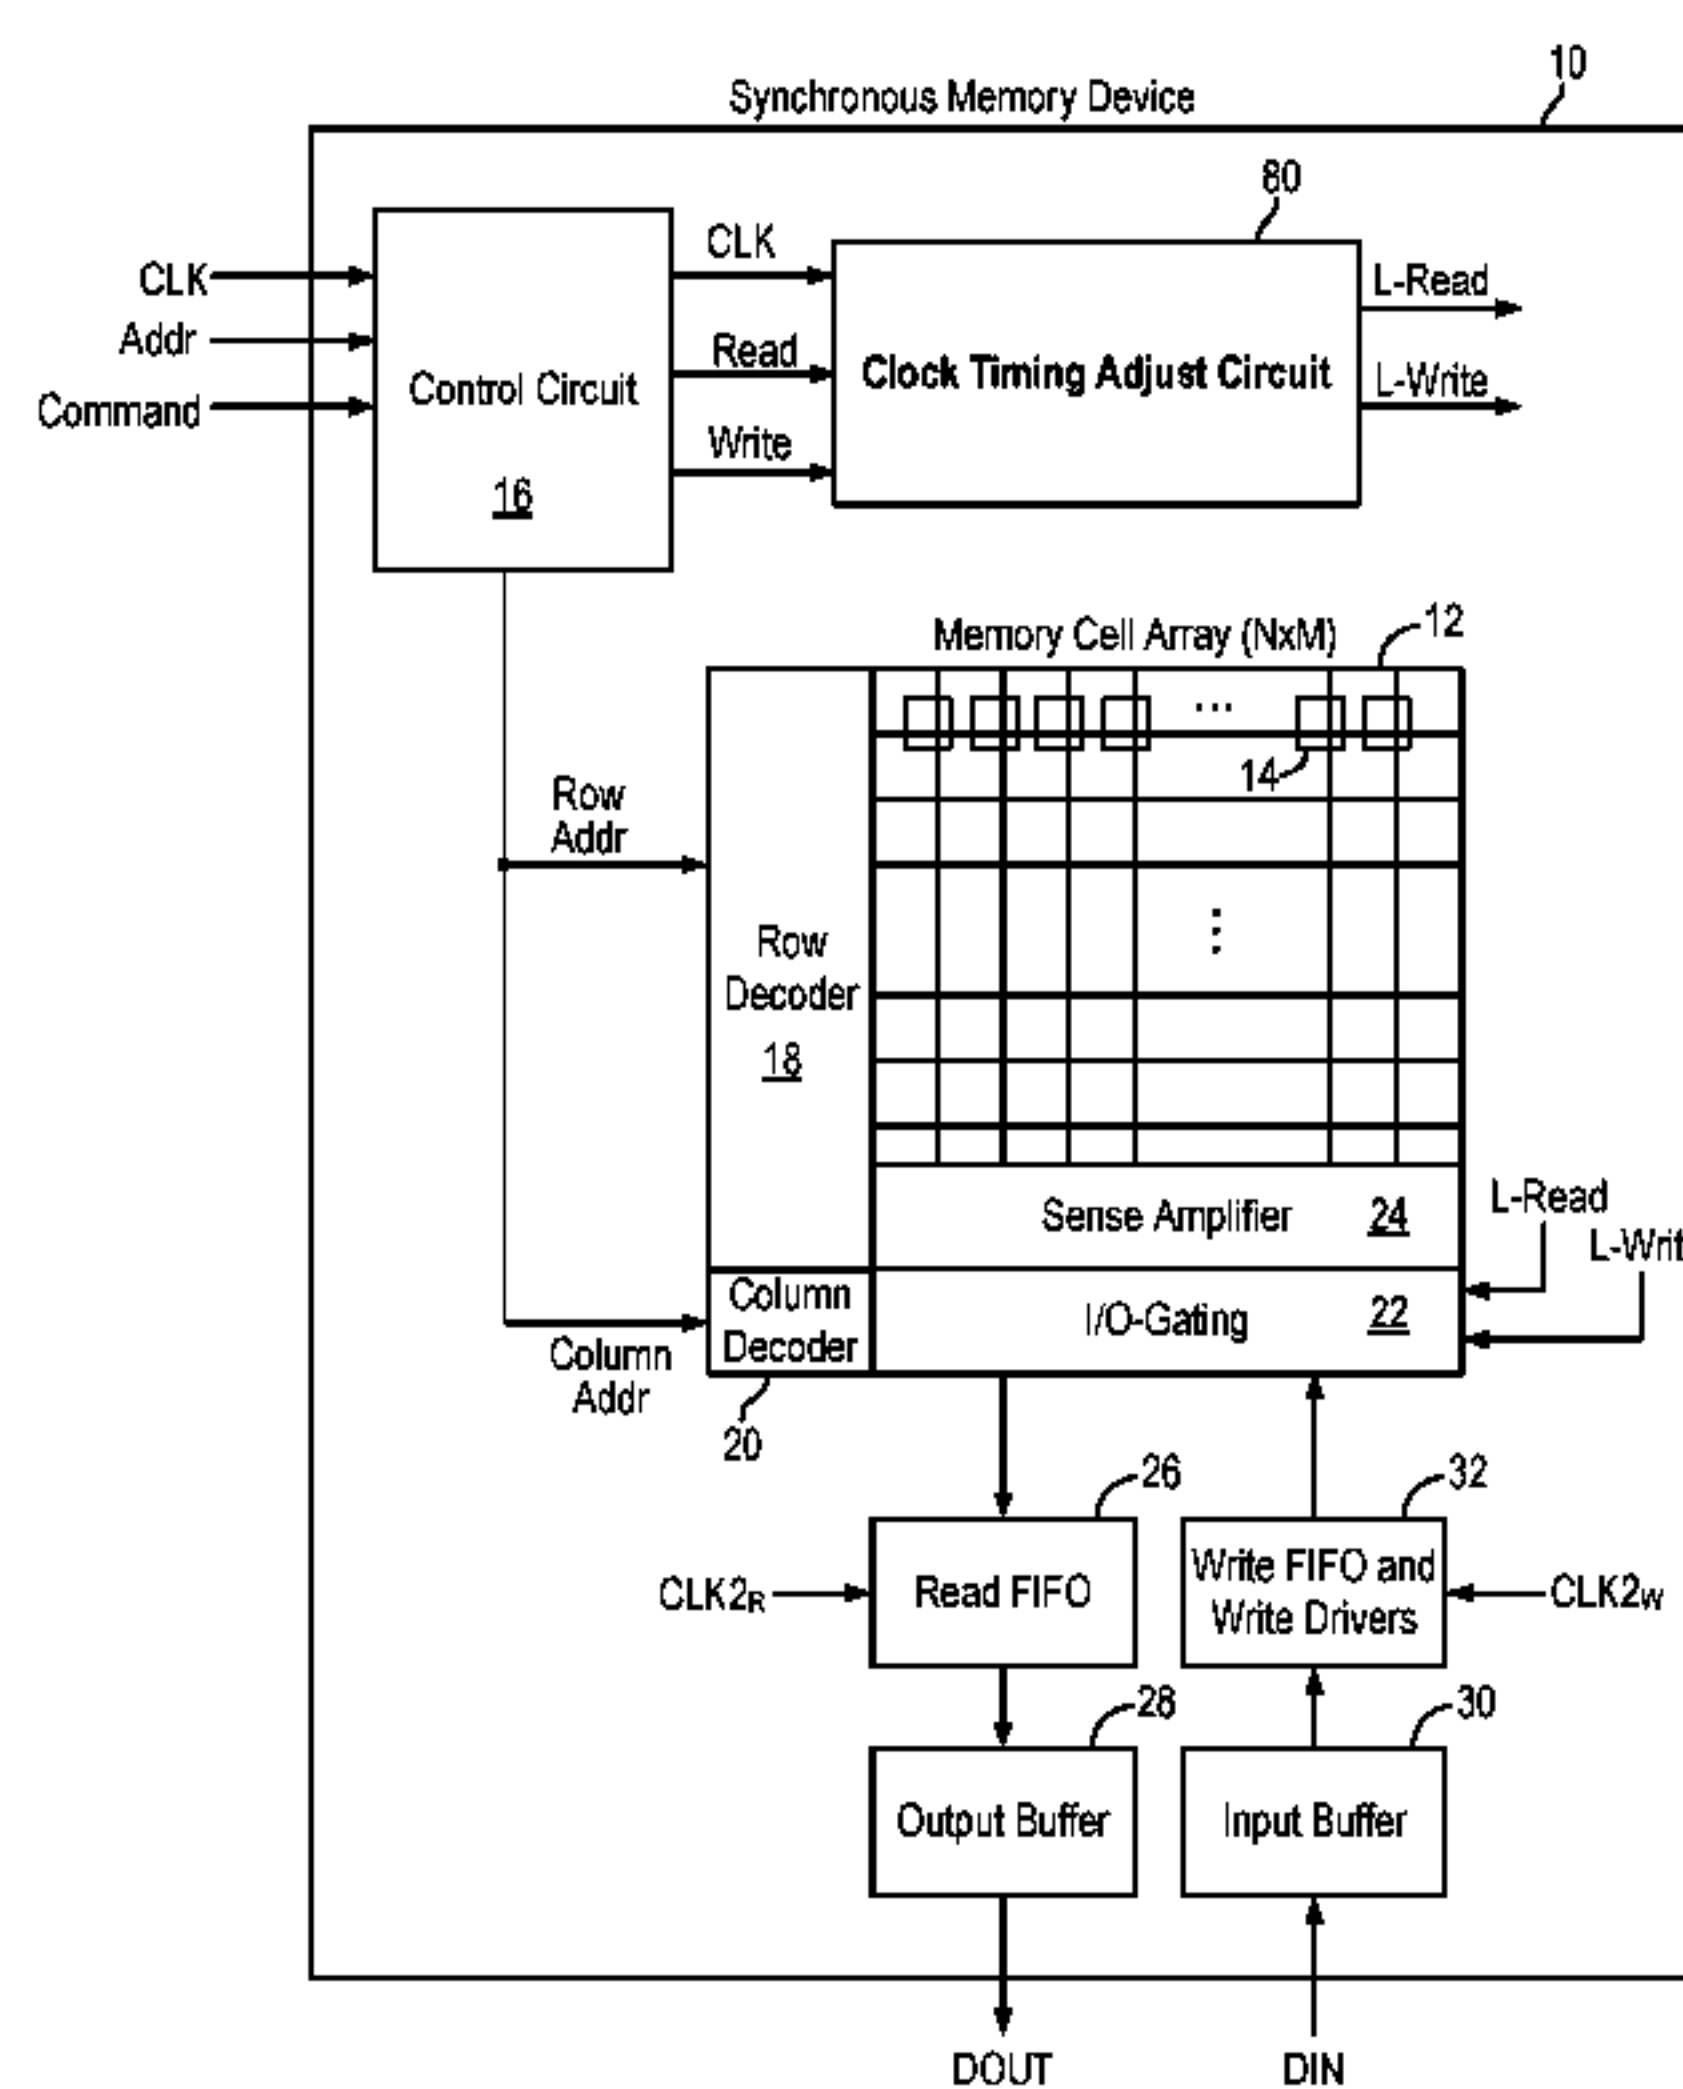 10
Synchronous Memory Device
80
CLK
Addr
Command
Control Circuit
16
CLK
Read
Write
Clock Timing Adjust Circuit
L-Read
L-Write
Memory Cell Array (NxM)
12
...
14
Row
Addr
Row
Decoder
18
Sense Amplifier 24
L-Read
L-Writ
Column
Decoder
I/O-Gating 22
Column
Addr
20
26
32
CLK2R
Read FIFO
Write FIFO and
Write Drivers
CLK2W
28
30
Output Buffer
Input Buffer
DOUT
DIN